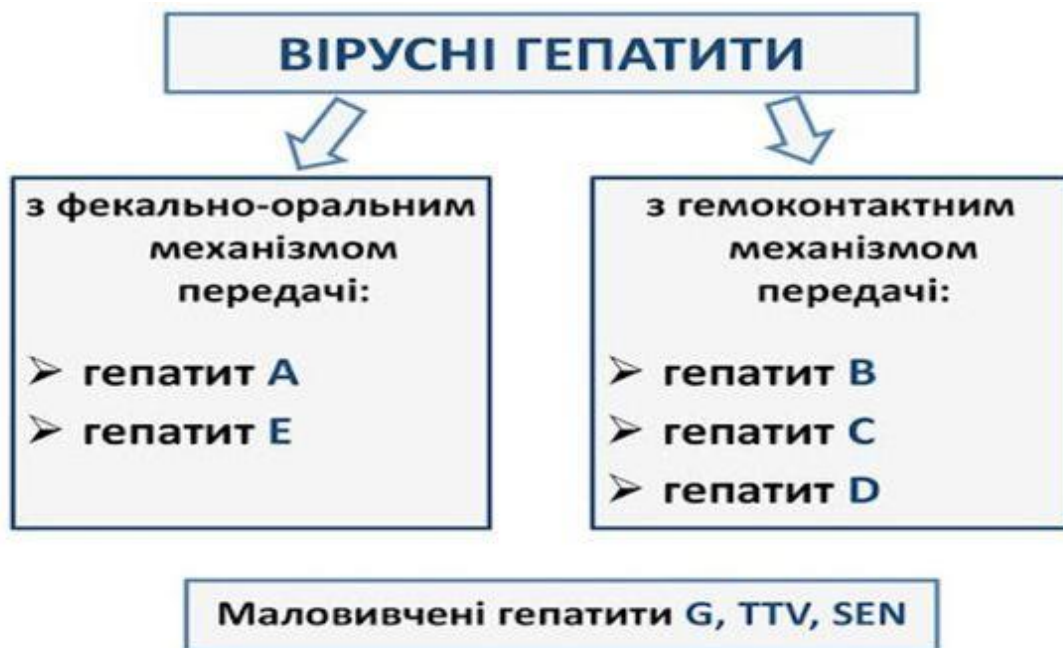 ВІРУСНІ ГЕПАТИТИ
з фекально-оральним
механізмом
передачі:
➢ гепатит A
➢ гепатит E
з гемоконтактним
механізмом
передачі:
➢ гепатит B
➢ гепатит C
➢ гепатит D
Маловивчені гепатити G, TTV, SEN